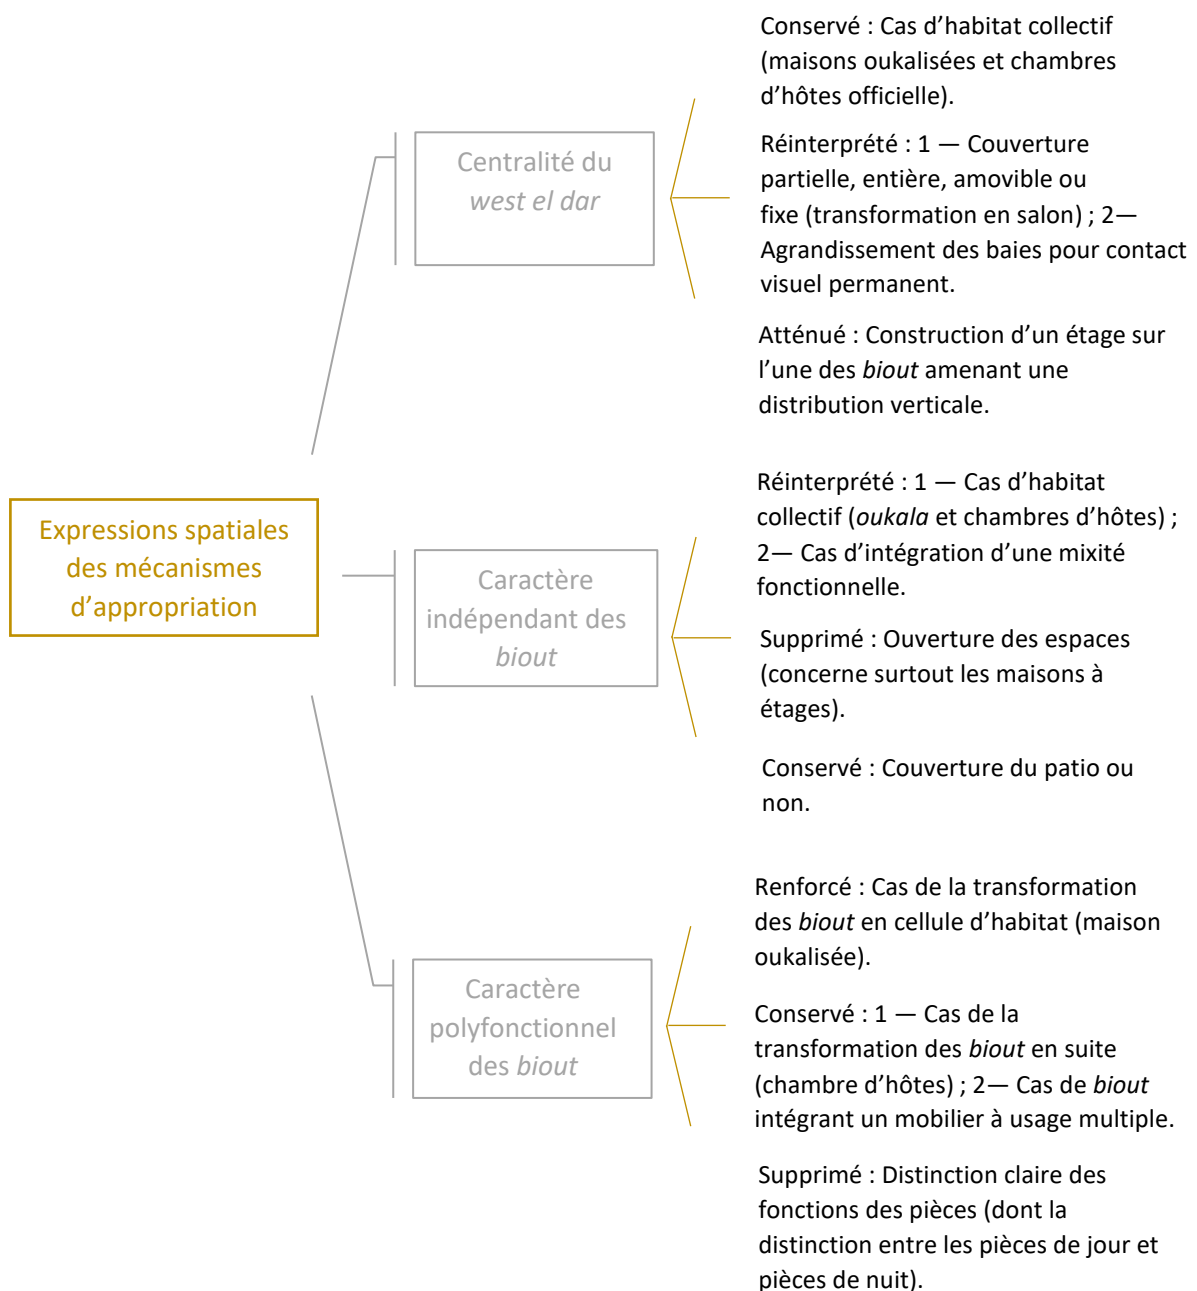 Expressions spatiales
des mécanismes
d’appropriation
Centralité du
west el dar
Conservé : Cas d’habitat collectif
(maisons oukalisées et chambres
d’hôtes officielle).
Réinterprété : 1 — Couverture
partielle, entière, amovible ou
fixe (transformation en salon) ; 2—
Agrandissement des baies pour contact
visuel permanent.
Atténué : Construction d’un étage sur
l’une des biout amenant une
distribution verticale.
Caractère
indépendant des
biout
Réinterprété : 1 — Cas d’habitat
collectif (oukala et chambres d’hôtes) ;
2— Cas d’intégration d’une mixité
fonctionnelle.
Supprimé : Ouverture des espaces
(concerne surtout les maisons à
étages).
Conservé : Couverture du patio ou
non.
Caractère
polyfonctionnel
des biout
Renforcé : Cas de la transformation
des biout en cellule d’habitat (maison
oukalisée).
Conservé : 1 — Cas de la
transformation des biout en suite
(chambre d’hôtes) ; 2— Cas de biout
intégrant un mobilier à usage multiple.
Supprimé : Distinction claire des
fonctions des pièces (dont la
distinction entre les pièces de jour et
pièces de nuit).